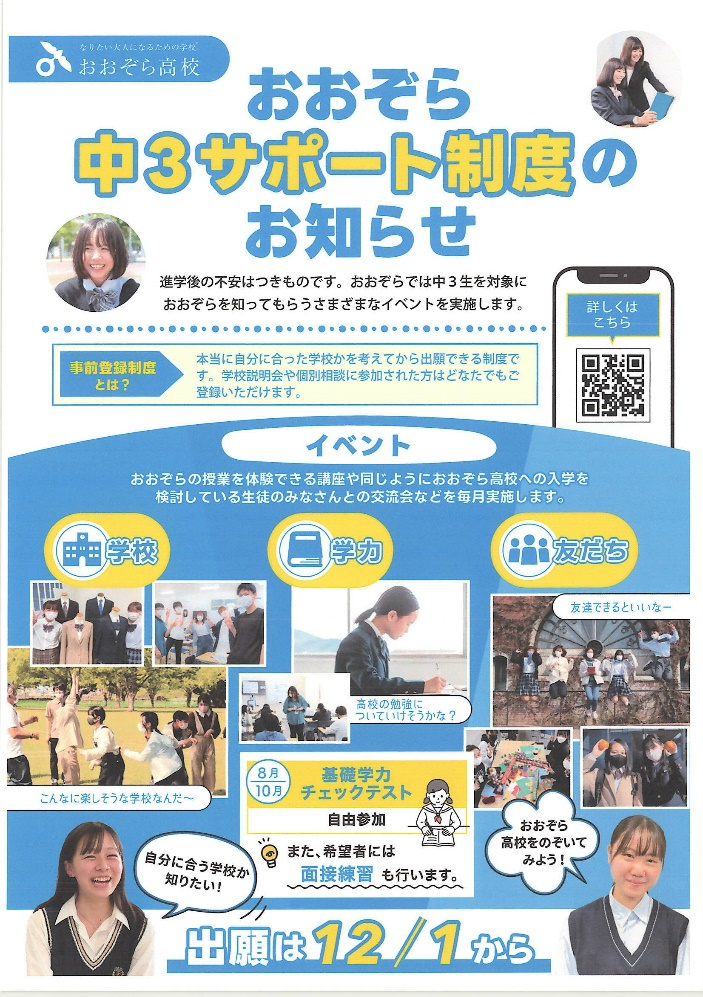 なりたい大人になるための学校
おおぞら高校
おおぞら
中3サポート制度の
お知らせ
進学後の不安はつきものです。おおぞらでは中３生を対象に
おおぞらを知ってもらうさまざまなイベントを実施します。
詳しくは
こちら
事前登録制度
とは？
本当に自分に合った学校かを考えてから出願できる制度で
す。学校説明会や個別相談に参加された方はどなたでもご
登録いただけます。
イベント
おおぞらの授業を体験できる講座や同じようにおおぞら高校への入学を
検討している生徒のみなさんとの交流会などを毎月実施します。
学校
学力
友だち
友達できるといいなー
高校の勉強に
ついていけそうかな？
こんなに楽しそうな学校なんだ〜
8月
10月
基礎学力
チェックテスト
自由参加
また、希望者には
面接練習 も行います。
自分に合う学校か
知りたい！
おおぞら
高校をのぞいて
みよう！
出願は12/1から